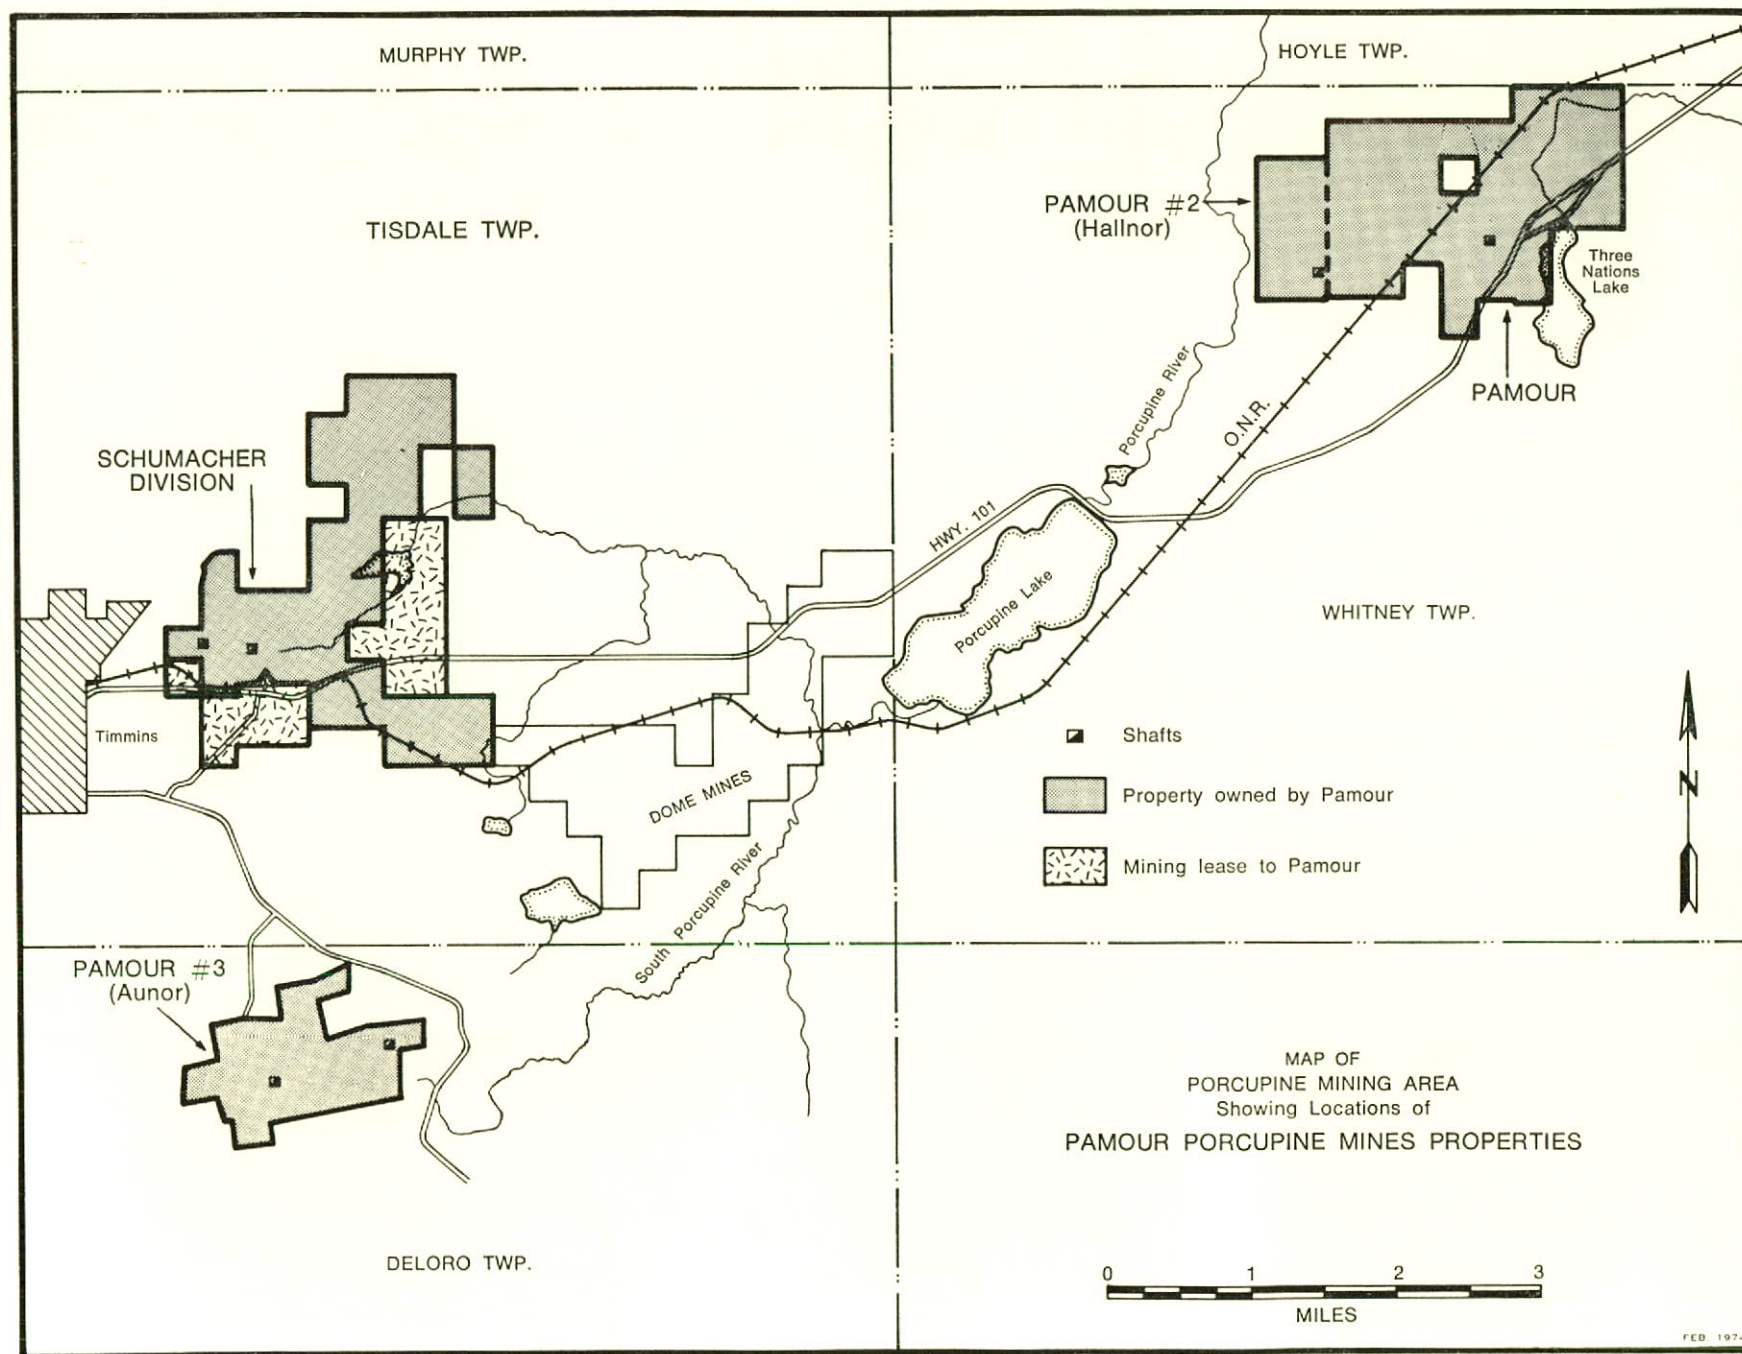 MURPHY TWP.
HOYLE TWP.
TISDALE TWP.
PAMOUR #2
(Hallnor)
Three
Nations
Lake
PAMOUR
Porcupine River
O.N.R.
SCHUMACHER
DIVISION
HWY. 101
Porcupine Lake
WHITNEY TWP.
Timmins
DOME MINES
South Porcupine River
Shafts
Property owned by Pamour
Mining lease to Pamour
N
PAMOUR #3
(Aunor)
MAP OF
PORCUPINE MINING AREA
Showing Locations of
PAMOUR PORCUPINE MINES PROPERTIES
DELORO TWP.
0 1 2 3
MILES
FEB. 1974